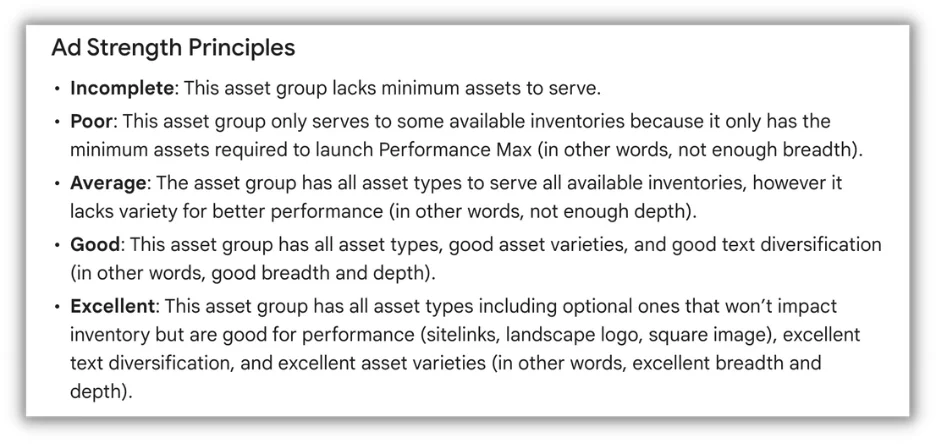 Ad Strength Principles
• Incomplete: This asset group lacks minimum assets to serve.
• Poor: This asset group only serves to some available inventories because it only has the
minimum assets required to launch Performance Max (in other words, not enough breadth).
• Average: The asset group has all asset types to serve all available inventories, however it
lacks variety for better performance (in other words, not enough depth).
• Good: This asset group has all asset types, good asset varieties, and good text diversification
(in other words, good breadth and depth).
• Excellent: This asset group has all asset types including optional ones that won’t impact
inventory but are good for performance (sitelinks, landscape logo, square image), excellent
text diversification, and excellent asset varieties (in other words, excellent breadth and
depth).